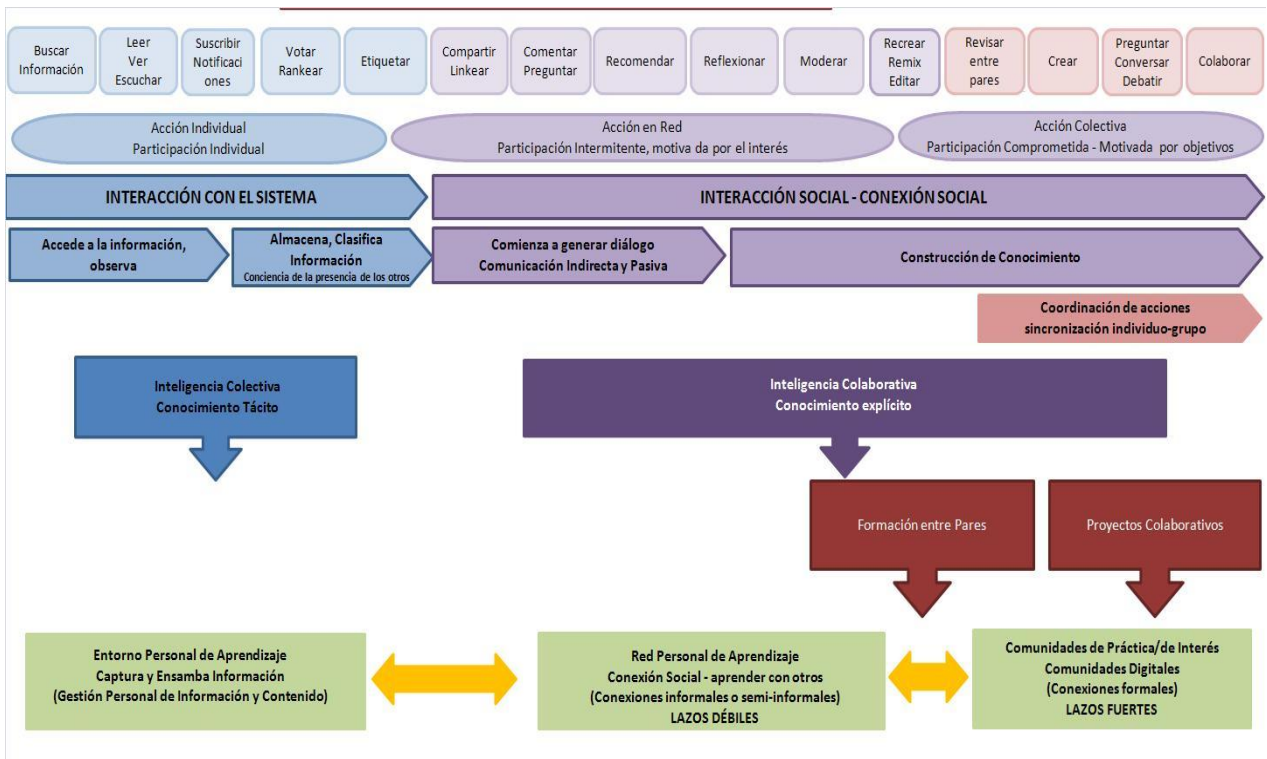 Buscar
Información
Leer
Ver
Escuchar
Suscribir
Notificaci
ones
Votar
Rankear
Etiquetar
Compartir
Linkear
Comentar
Preguntar
Recomendar
Reflexionar
Moderar
Recrear
Remix
Editar
Revisar
entre
pares
Crear
Preguntar
Conversar
Debatir
Colaborar
Acción Individual
Participación Individual
Acción en Red
Participación Intermitente, motiva da por el interés
Acción Colectiva
Participación Comprometida - Motivada por objetivos
INTERACCIÓN CON EL SISTEMA
INTERACCIÓN SOCIAL - CONEXIÓN SOCIAL
Accede a la información,
observa
Almacena, Clasifica
Información
Conciencia de la presencia de los otros
Comienza a generar diálogo
Comunicación Indirecta y Pasiva
Construcción de Conocimiento
Coordinación de acciones
sincronización individuo-grupo
Inteligencia Colectiva
Conocimiento Tácito
Inteligencia Colaborativa
Conocimiento explícito
Formación entre Pares
Proyectos Colaborativos
Entorno Personal de Aprendizaje
Captura y Ensamba Información
(Gestión Personal de Información y Contenido)
Red Personal de Aprendizaje
Conexión Social - aprender con otros
(Conexiones informales o semi-informales)
LAZOS DÉBILES
Comunidades de Práctica/de Interés
Comunidades Digitales
(Conexiones formales)
LAZOS FUERTES